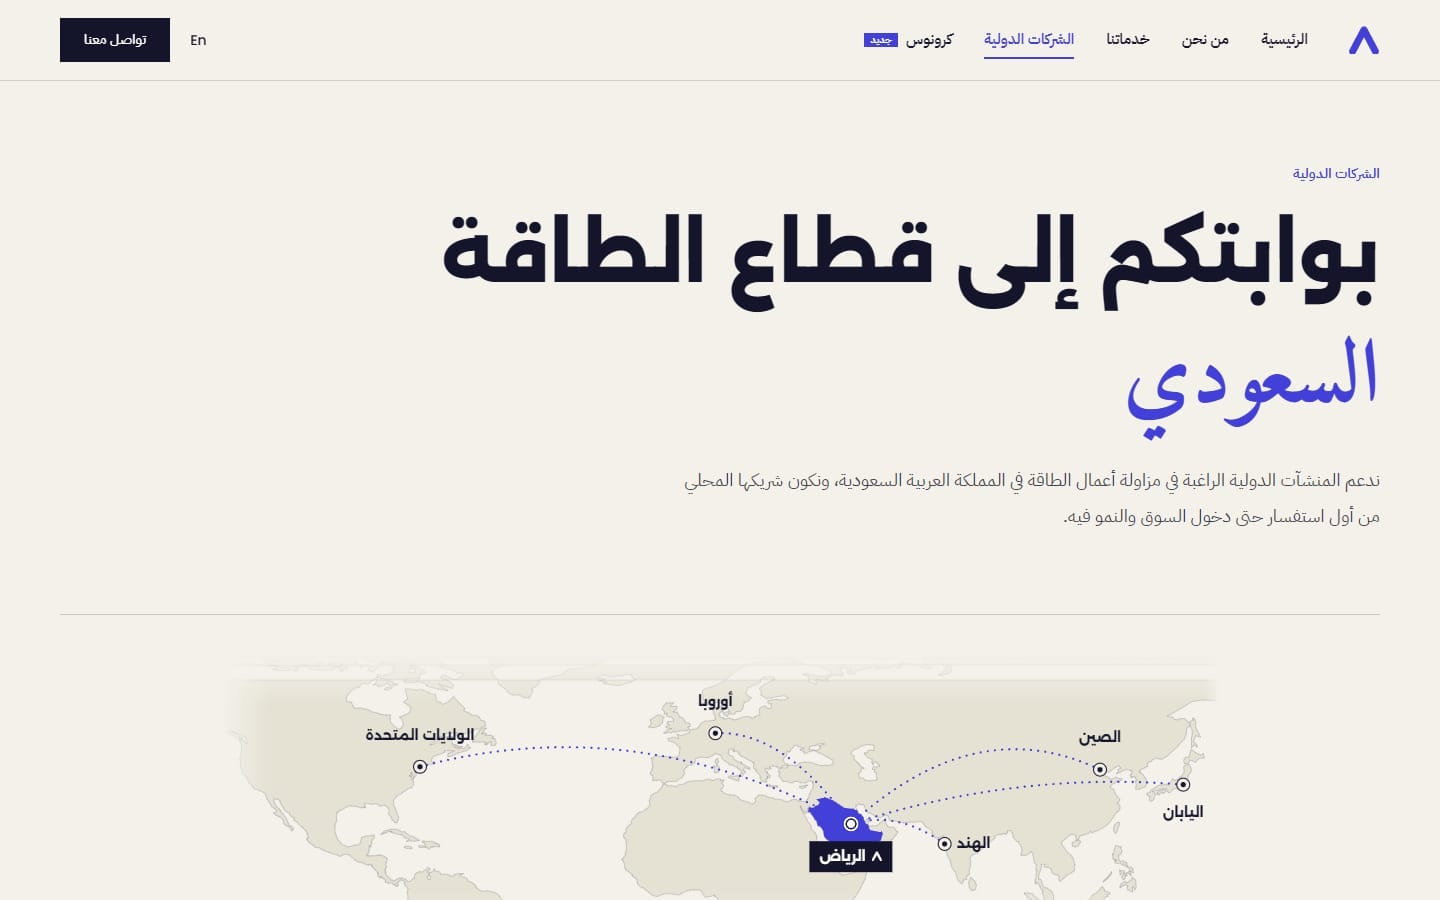 الرئيسية
من نحن
خدماتنا
الشركات الدولية
كرونوس جديد
En
تواصل معنا
الشركات الدولية
بوابتكم إلى قطاع الطاقة
السعودي
ندعم المنشآت الدولية الراغبة في مزاولة أعمال الطاقة في المملكة العربية السعودية، ونكون شريكها المحلي
من أول استفسار حتى دخول السوق والنمو فيه.
أوروبا
الولايات المتحدة
الصين
اليابان
الهند
الرياض